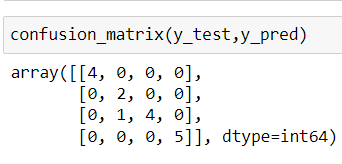 confusion_matrix(y_test,y_pred)
array([[4, 0, 0, 0],
       [0, 2, 0, 0],
       [0, 1, 4, 0],
       [0, 0, 0, 5]], dtype=int64)